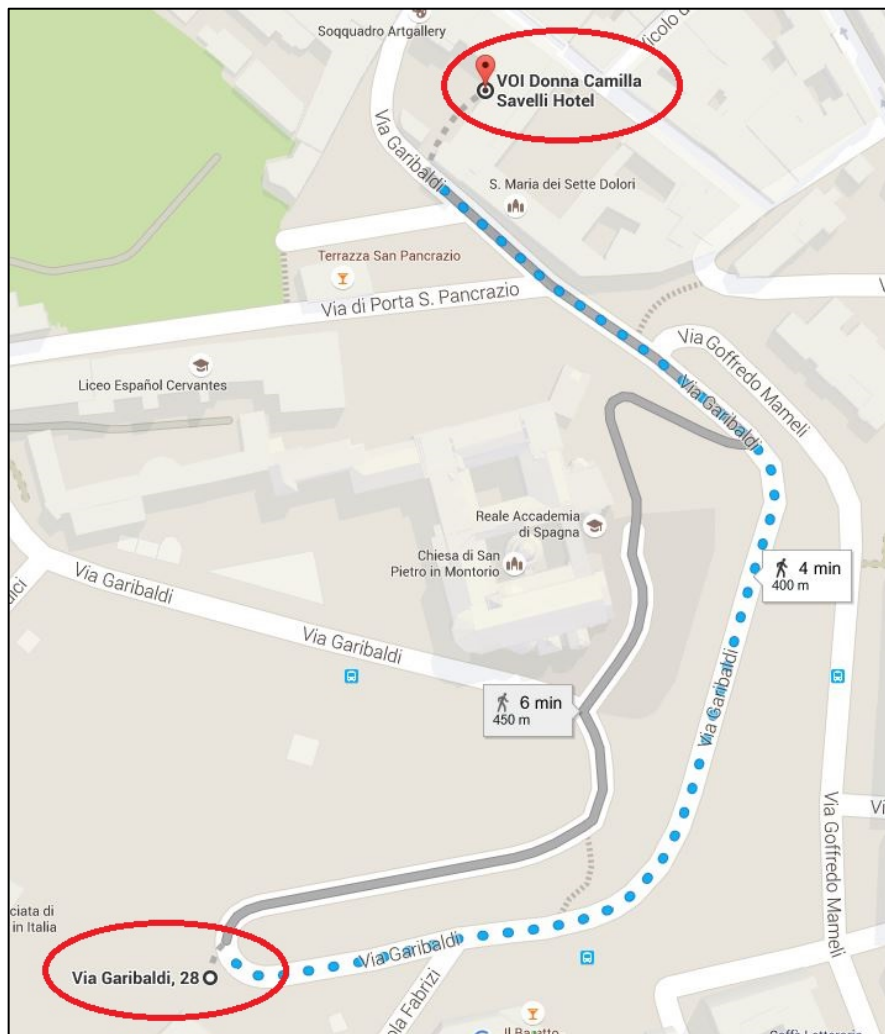 Soqquadro Artgallery
VOI Donna Camilla
Savelli Hotel
Via Garibaldi
S. Maria dei Sette Dolori
Terrazza San Pancrazio
Via di Porta S. Pancrazio
Via Goffredo Mameli
Liceo Español Cervantes
Via Garibaldi
Reale Accademia
di Spagna
Chiesa di San
Pietro in Montorio
4 min
400 m
Via Garibaldi
Via Garibaldi
Via Garibaldi
6 min
450 m
Via Goffredo Mameli
ciata di
in Italia
Via Garibaldi
Via Garibaldi, 28